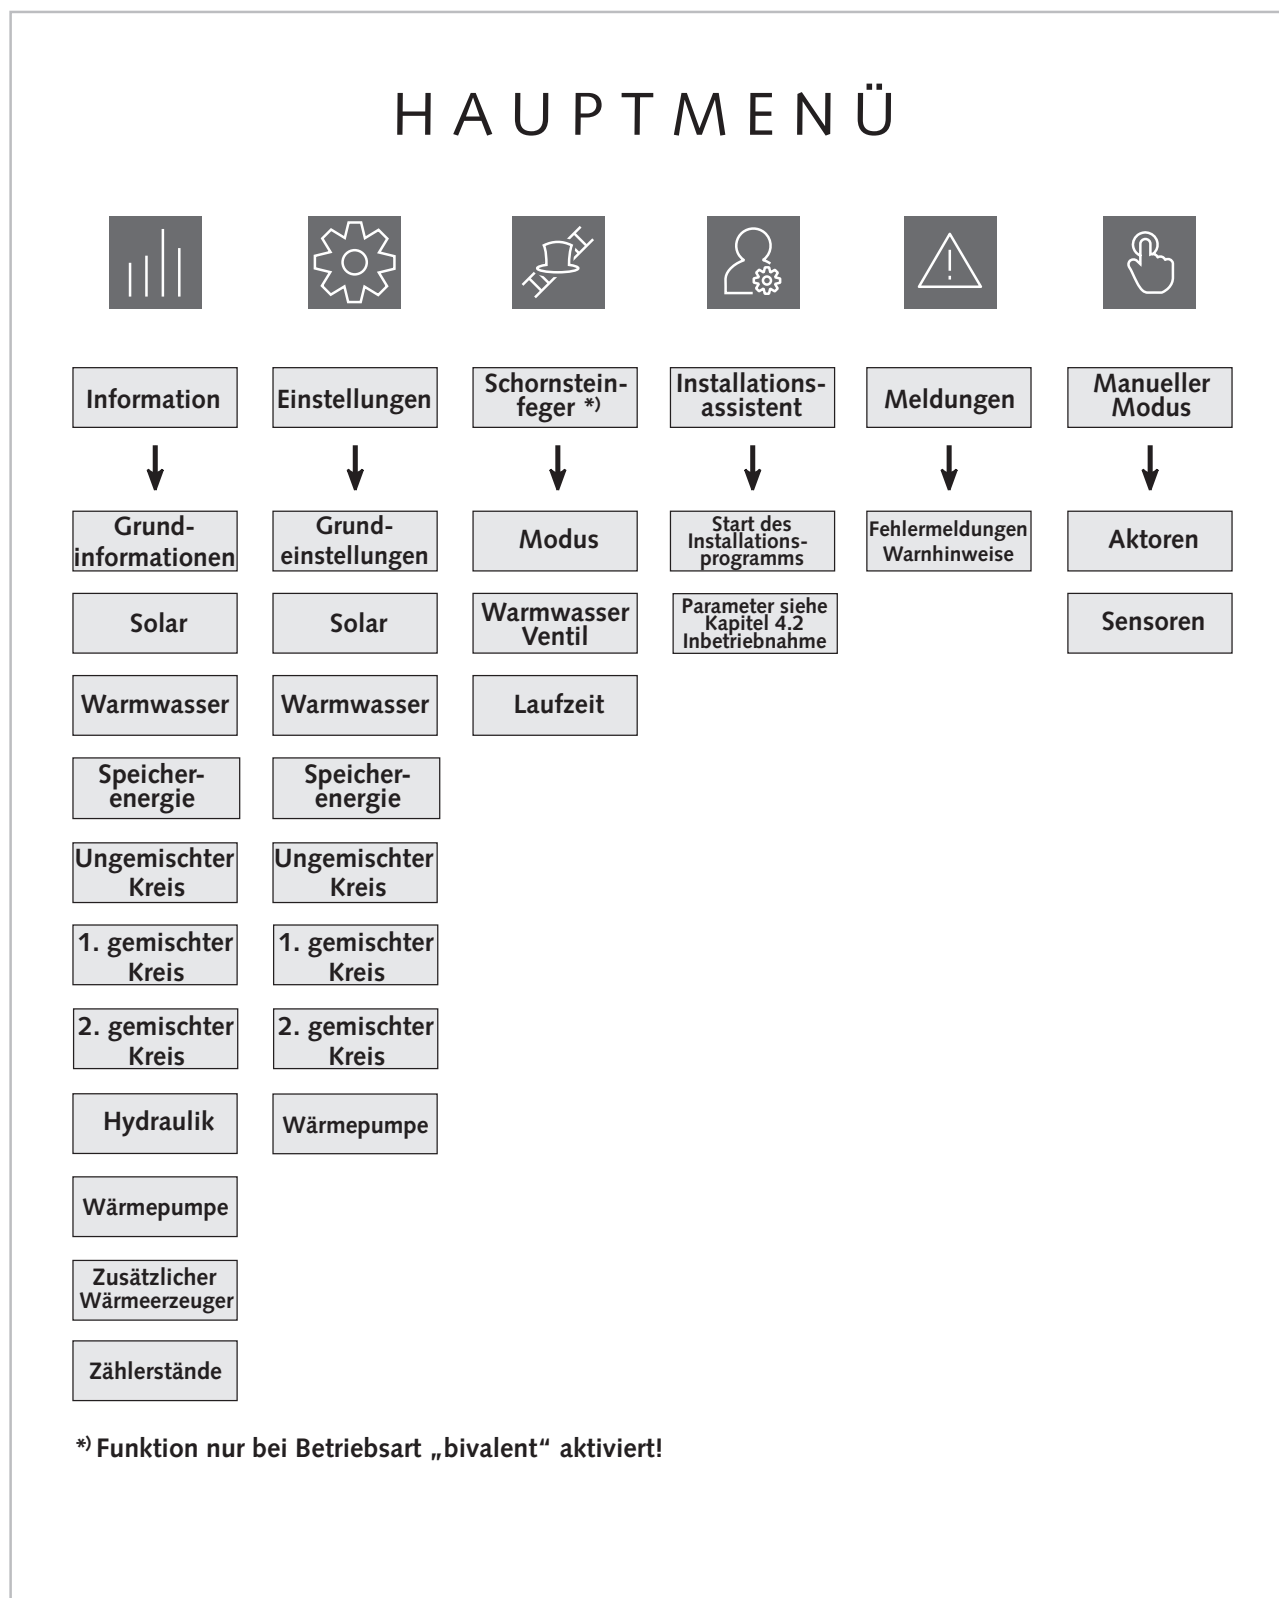 HAUPTMENÜ
Information
Einstellungen
Schornstein-
feger *)
Installations-
assistent
Meldungen
Manueller
Modus
Grund-
informationen
Solar
Warmwasser
Speicher-
energie
Ungemischter
Kreis
1. gemischter
Kreis
2. gemischter
Kreis
Hydraulik
Wärmepumpe
Zusätzlicher
Wärmeerzeuger
Zählerstände
Grund-
einstellungen
Solar
Warmwasser
Speicher-
energie
Ungemischter
Kreis
1. gemischter
Kreis
2. gemischter
Kreis
Wärmepumpe
Modus
Warmwasser
Ventil
Laufzeit
Start des
Installations-
programms
Parameter siehe
Kapitel 4.2
Inbetriebnahme
Fehlermeldungen
Warnhinweise
Aktoren
Sensoren
*) Funktion nur bei Betriebsart „bivalent“ aktiviert!